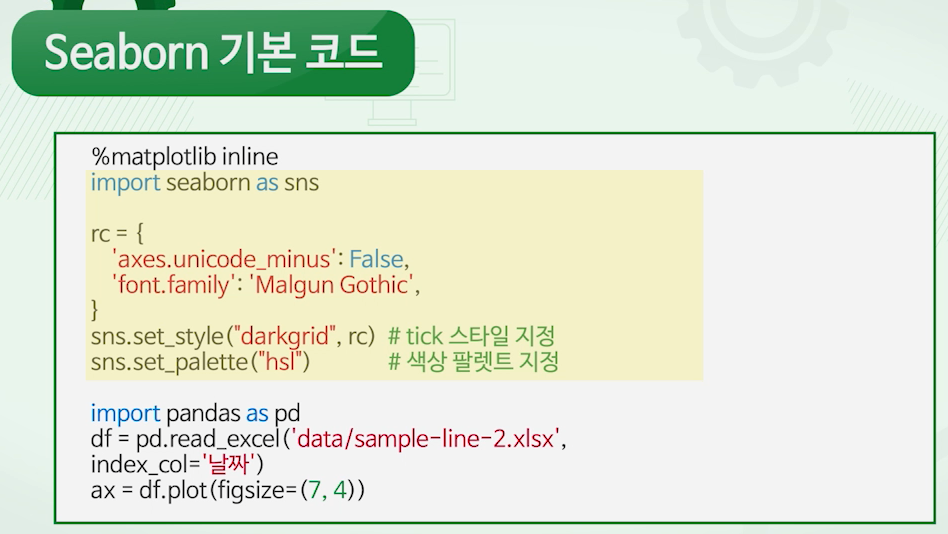 Seaborn 기본 코드
%matplotlib inline
import seaborn as sns
rc = {
    'axes.unicode_minus': False,
    'font.family': 'Malgun Gothic',
}
sns.set_style("darkgrid", rc)  # tick 스타일 지정
sns.set_palette("hsl")  # 색상 팔렛트 지정
import pandas as pd
df = pd.read_excel('data/sample-line-2.xlsx',
index_col='날짜')
ax = df.plot(figsize=(7, 4))